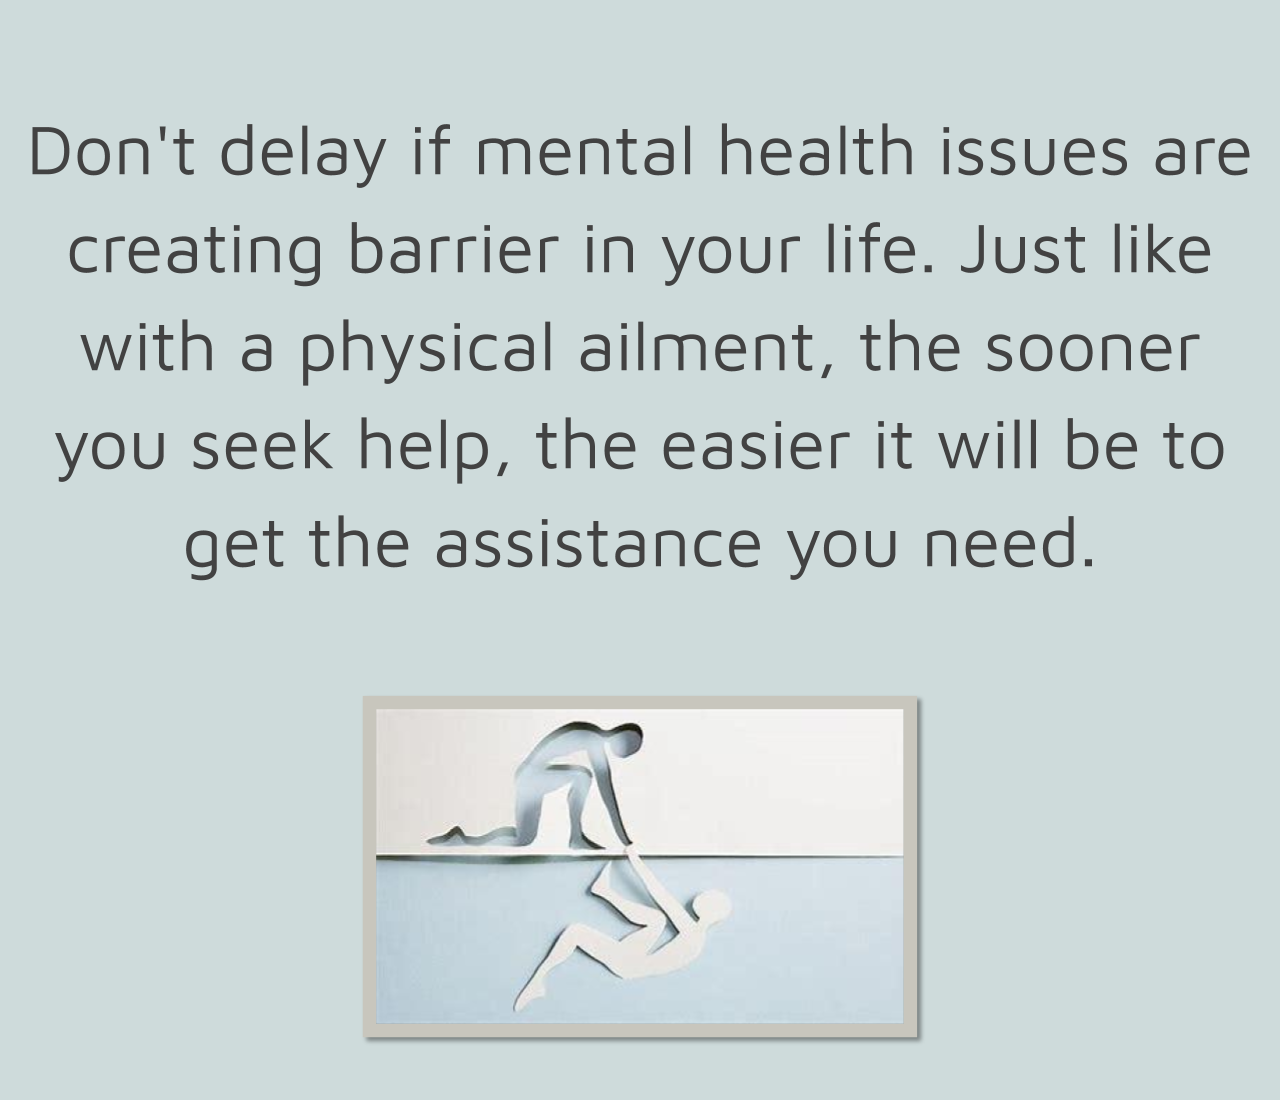 Don't delay if mental health issues are
creating barrier in your life. Just like
with a physical ailment, the sooner
you seek help, the easier it will be to
get the assistance you need.